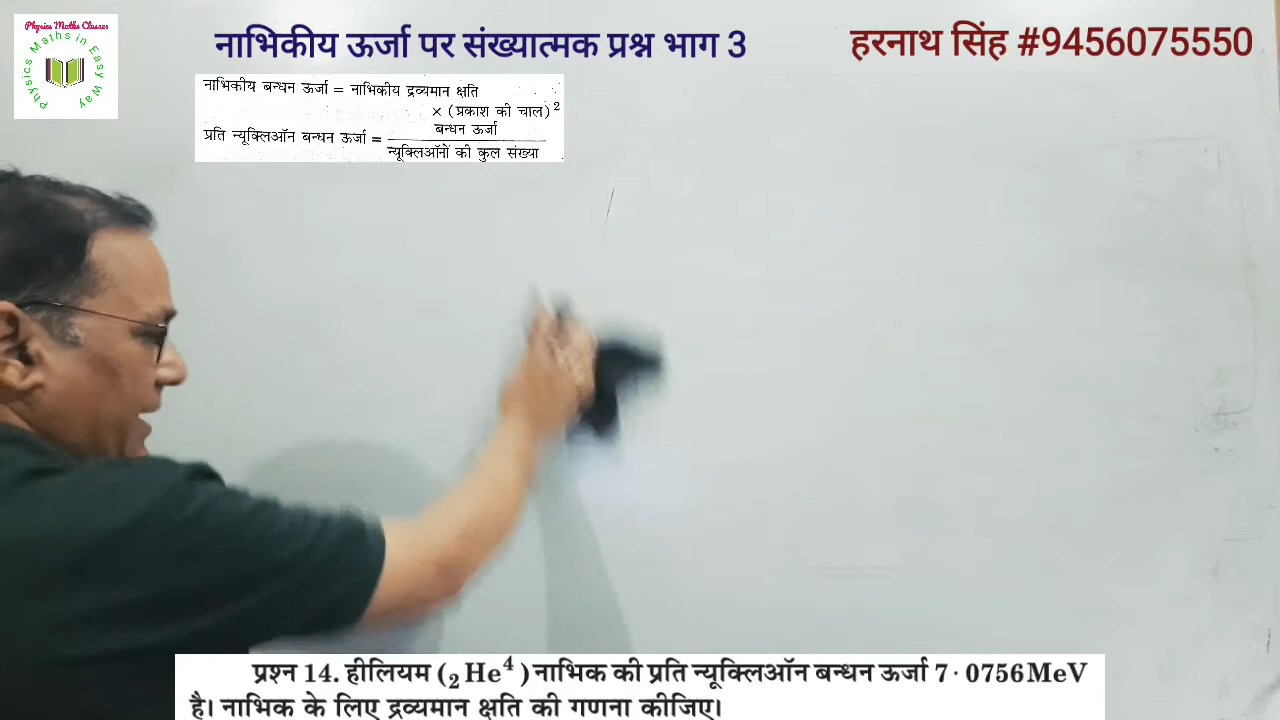 Physics Maths Classes
Physics Maths in Easy Way
नाभिकीय ऊर्जा पर संख्यात्मक प्रश्न भाग 3
हरनाथ सिंह #9456075550
नाभिकीय बन्धन ऊर्जा = नाभिकीय द्रव्यमान क्षति
× (प्रकाश की चाल)²
प्रति न्यूक्लिऑन बन्धन ऊर्जा = बन्धन ऊर्जा
न्यूक्लिऑनों की कुल संख्या
प्रश्न 14. हीलियम (₂He⁴) नाभिक की प्रति न्यूक्लिऑन बन्धन ऊर्जा 7·0756 MeV
है। नाभिक के लिए द्रव्यमान क्षति की गणना कीजिए।